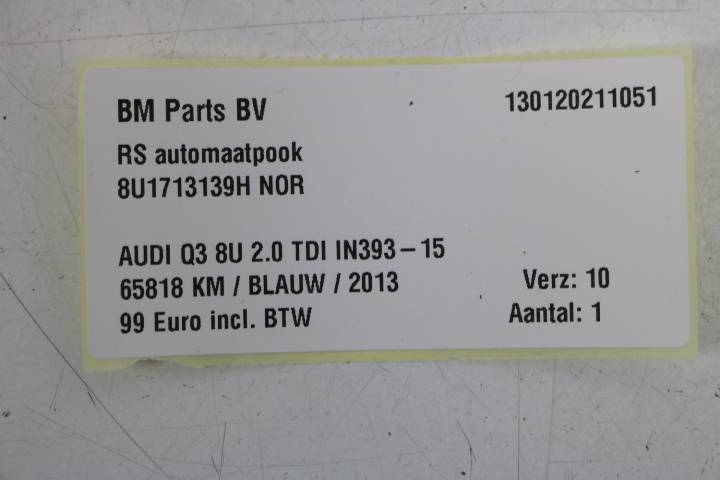 BM Parts BV 130120211051
RS automaatpook
8U1713139H NOR
AUDI Q3 8U 2.0 TDI IN393-15
65818 KM / BLAUW / 2013 Verz: 10
99 Euro incl. BTW Aantal: 1